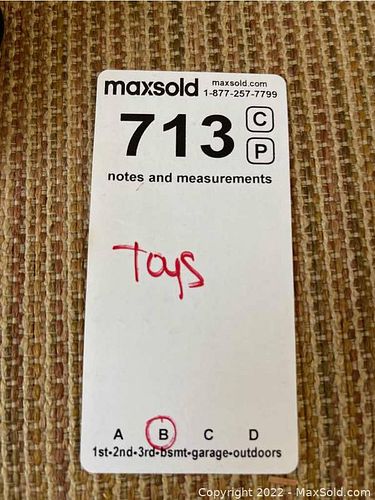 maxsold maxsold.com
1-877-257-7799
713 C
P
notes and measurements
Toys
A B C D
1st-2nd-3rd-bsmt-garage-outdoors
Copyright 2022 - MaxSold.com